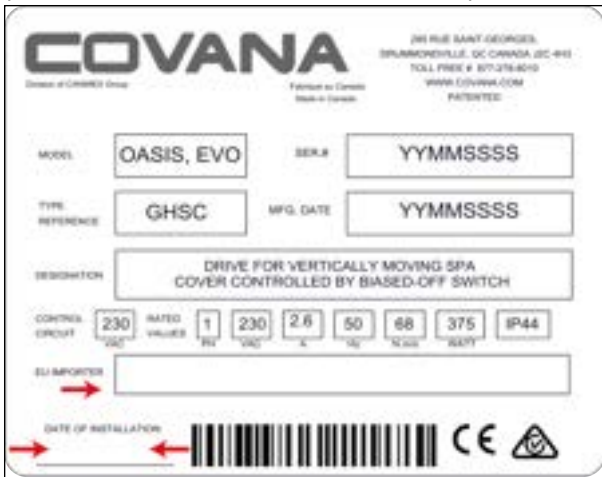 COVANA
Division of CANIMEX Group
Fabriqué au Canada
Made in Canada
295 RUE SAINT-GEORGES,
DRUMMONDVILLE, QC CANADA J2C-4H3
TOLL FREE # 877-278-8010
WWW.COVANA.COM
PATENTED
MODEL OASIS, EVO SER.# YYMMSSSS
TYPE REFERENCE GHSC MFG. DATE YYMMSSSS
DESIGNATION DRIVE FOR VERTICALLY MOVING SPA
COVER CONTROLLED BY BIASED-OFF SWITCH
CONTROL CIRCUIT 230 VAC RATED VALUES 1 PH 230 VAC 2.6 A 50 Hz 68 N.m 375 WATT IP44
EU IMPORTER
DATE OF INSTALLATION
CE